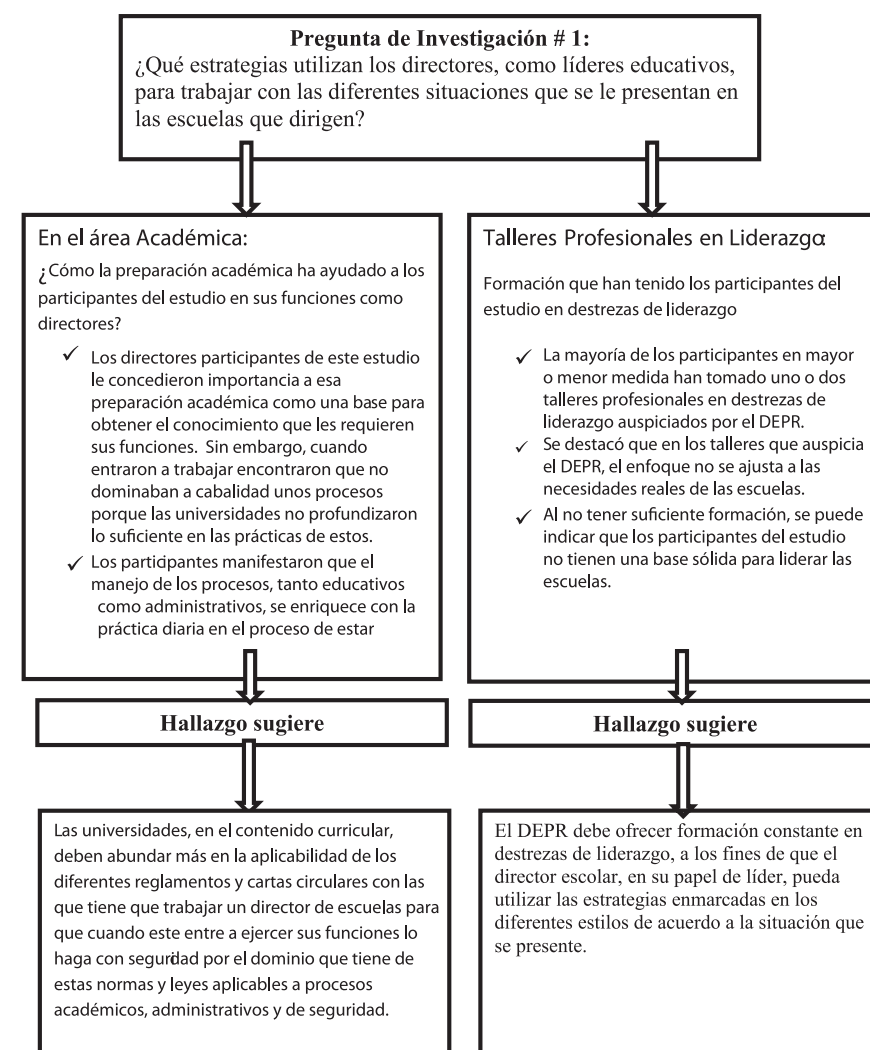 Pregunta de Investigación # 1:
¿Qué estrategias utilizan los directores, como líderes educativos,
para trabajar con las diferentes situaciones que se le presentan en
las escuelas que dirigen?
En el área Académica:
¿Cómo la preparación académica ha ayudado a los
participantes del estudio en sus funciones como
directores?
✓ Los directores participantes de este estudio
le concedieron importancia a esa
preparación académica como una base para
obtener el conocimiento que les requieren
sus funciones. Sin embargo, cuando
entraron a trabajar encontraron que no
dominaban a cabalidad unos procesos
porque las universidades no profundizaron
lo suficiente en las prácticas de estos.
✓ Los participantes manifestaron que el
manejo de los procesos, tanto educativos
como administrativos, se enriquece con la
práctica diaria en el proceso de estar
Talleres Profesionales en Liderazgα
Formación que han tenido los participantes del
estudio en destrezas de liderazgo
✓ La mayoría de los participantes en mayor
o menor medida han tomado uno o dos
talleres profesionales en destrezas de
liderazgo auspiciados por el DEPR.
✓ Se destacó que en los talleres que auspicia
el DEPR, el enfoque no se ajusta a las
necesidades reales de las escuelas.
✓ Al no tener suficiente formación, se puede
indicar que los participantes del estudio
no tienen una base sólida para liderar las
escuelas.
Hallazgo sugiere
Hallazgo sugiere
Las universidades, en el contenido curricular,
deben abundar más en la aplicabilidad de los
diferentes reglamentos y cartas circulares con las
que tiene que trabajar un director de escuelas para
que cuando este entre a ejercer sus funciones lo
haga con seguridad por el dominio que tiene de
estas normas y leyes aplicables a procesos
académicos, administrativos y de seguridad.
El DEPR debe ofrecer formación constante en
destrezas de liderazgo, a los fines de que el
director escolar, en su papel de líder, pueda
utilizar las estrategias enmarcadas en los
diferentes estilos de acuerdo a la situación que
se presente.